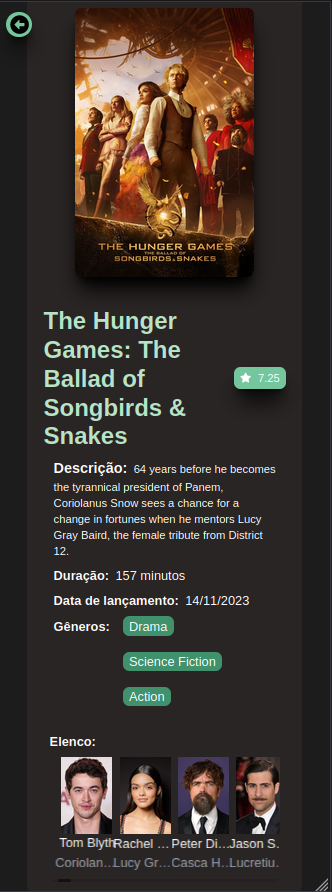 THE HUNGER GAMES
THE BALLAD OF
SONGBIRDS & SNAKES
The Hunger
Games: The
Ballad of
Songbirds &
Snakes
7.25
Descrição: 64 years before he becomes
the tyrannical president of Panem,
Coriolanus Snow sees a chance for a
change in fortunes when he mentors Lucy
Gray Baird, the female tribute from District
12.
Duração: 157 minutos
Data de lançamento: 14/11/2023
Gêneros: Drama
Science Fiction
Action
Elenco:
Tom Blyth Rachel ... Peter Di... Jason S...
Coriolan... Lucy Gr... Casca H... Lucretiu...